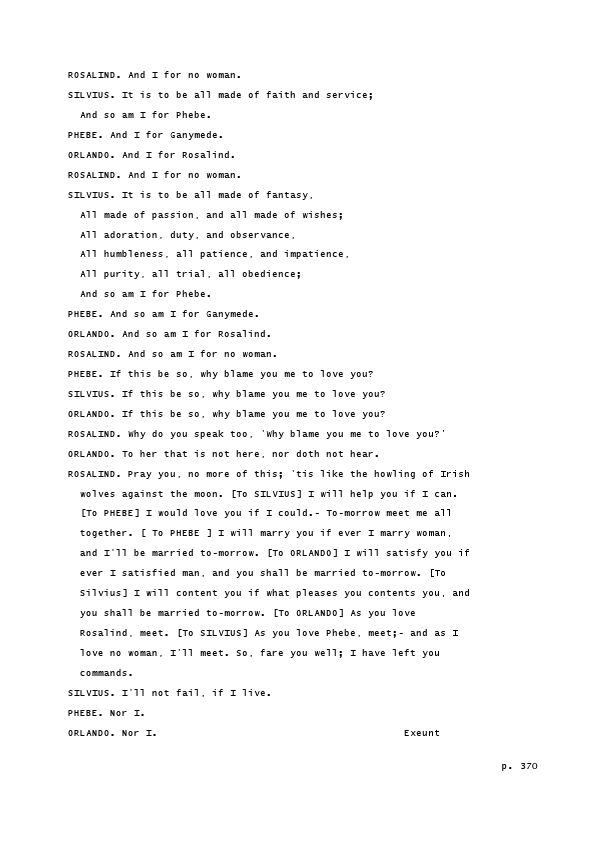 ROSALIND. And I for no woman.
SILVIUS. It is to be all made of faith and service;
And so am I for Phebe.
PHEBE. And I for Ganymede.
ORLANDO. And I for Rosalind.
ROSALIND. And I for no woman.
SILVIUS. It is to be all made of fantasy,
All made of passion, and all made of wishes;
All adoration, duty, and observance,
All humbleness, all patience, and impatience,
All purity, all trial, all obedience;
And so am I for Phebe.
PHEBE. And so am I for Ganymede.
ORLANDO. And so am I for Rosalind.
ROSALIND. And so am I for no woman.
PHEBE. If this be so, why blame you me to love you?
SILVIUS. If this be so, why blame you me to love you?
ORLANDO. If this be so, why blame you me to love you?
ROSALIND. Why do you speak too, 'Why blame you me to love you?'
ORLANDO. To her that is not here, nor doth not hear.
ROSALIND. Pray you, no more of this; 'tis like the howling of Irish
wolves against the moon. [To SILVIUS] I will help you if I can.
[To PHEBE] I would love you if I could.- To-morrow meet me all
together. [ To PHEBE ] I will marry you if ever I marry woman,
and I'll be married to-morrow. [To ORLANDO] I will satisfy you if
ever I satisfied man, and you shall be married to-morrow. [To
Silvius] I will content you if what pleases you contents you, and
you shall be married to-morrow. [To ORLANDO] As you love
Rosalind, meet. [To SILVIUS] As you love Phebe, meet;- and as I
love no woman, I'll meet. So, fare you well; I have left you
commands.
SILVIUS. I'll not fail, if I live.
PHEBE. Nor I.
ORLANDO. Nor I. Exeunt
p. 370